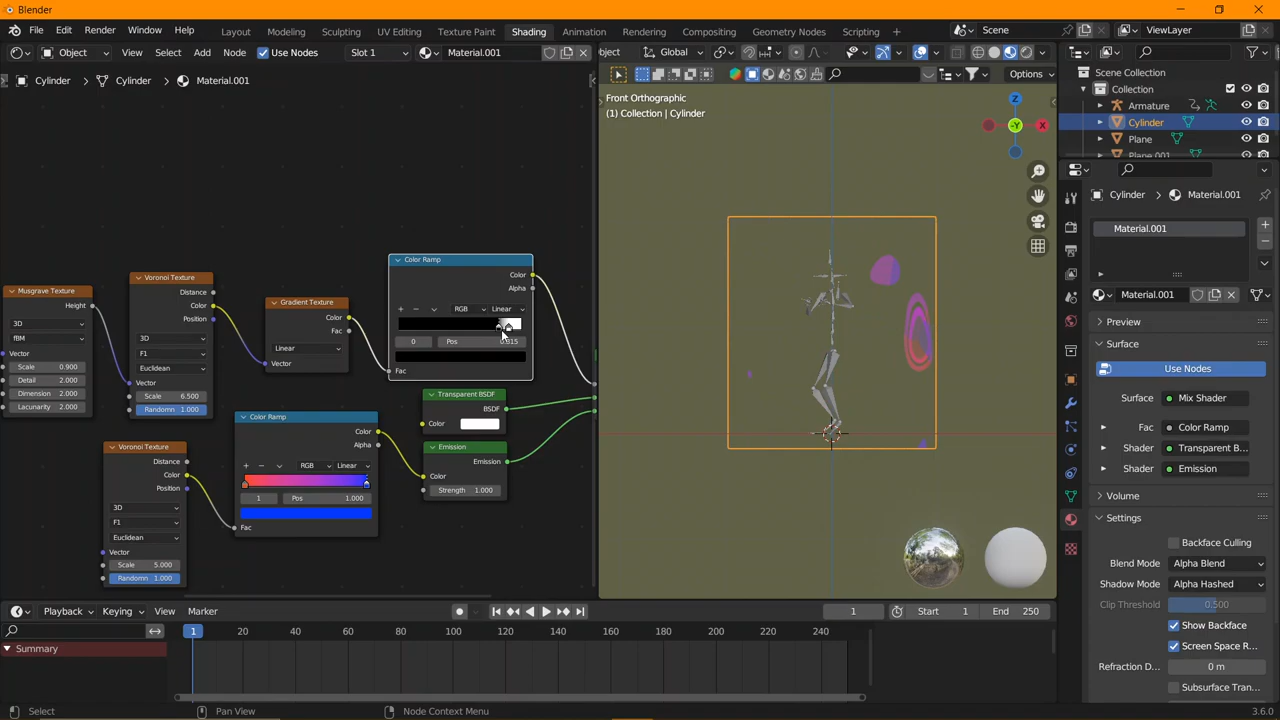 Blender
File Edit Render Window Help Layout Modeling Sculpting UV Editing Texture Paint Shading Animation Rendering Compositing Geometry Nodes Scripting + Scene ViewLayer
Object View Select Add Node Use Nodes Slot 1 Material.001 Global
Cylinder Cylinder Material.001 Options
Scene Collection
Front Orthographic Collection
(1) Collection | Cylinder Armature
Cylinder
Plane
Plane.001
Z
-Y X
Cylinder Material.001
Material.001
Material.001
Preview
Surface
Use Nodes
Surface Mix Shader
Fac Color Ramp
Shader Transparent B...
Shader Emission
Volume
Settings
Backface Culling
Blend Mode Alpha Blend
Shadow Mode Alpha Hashed
Clip Threshold 0.500
Show Backface
Screen Space R...
Refraction D... 0 m
Subsurface Tran...
Color Ramp
Color
Alpha
RGB Linear
0 Pos 0.815
Fac
Musgrave Texture
Height
3D
fBM
Vector
Scale 0.900
Detail 2.000
Dimension 2.000
Lacunarity 2.000
Voronoi Texture
Distance
Color
Position
3D
F1
Euclidean
Vector
Scale 6.500
Randomn 1.000
Gradient Texture
Color
Fac
Linear
Vector
Transparent BSDF
BSDF
Color
Emission
Emission
Color
Strength 1.000
Color Ramp
Color
Alpha
RGB Linear
1 Pos 1.000
Fac
Voronoi Texture
Distance
Color
Position
3D
F1
Euclidean
Vector
Scale 5.000
Randomn 1.000
Playback Keying View Marker 1 Start 1 End 250
1 20 40 60 80 100 120 140 160 180 200 220 240
Summary
Select Pan View Node Context Menu 3.6.0